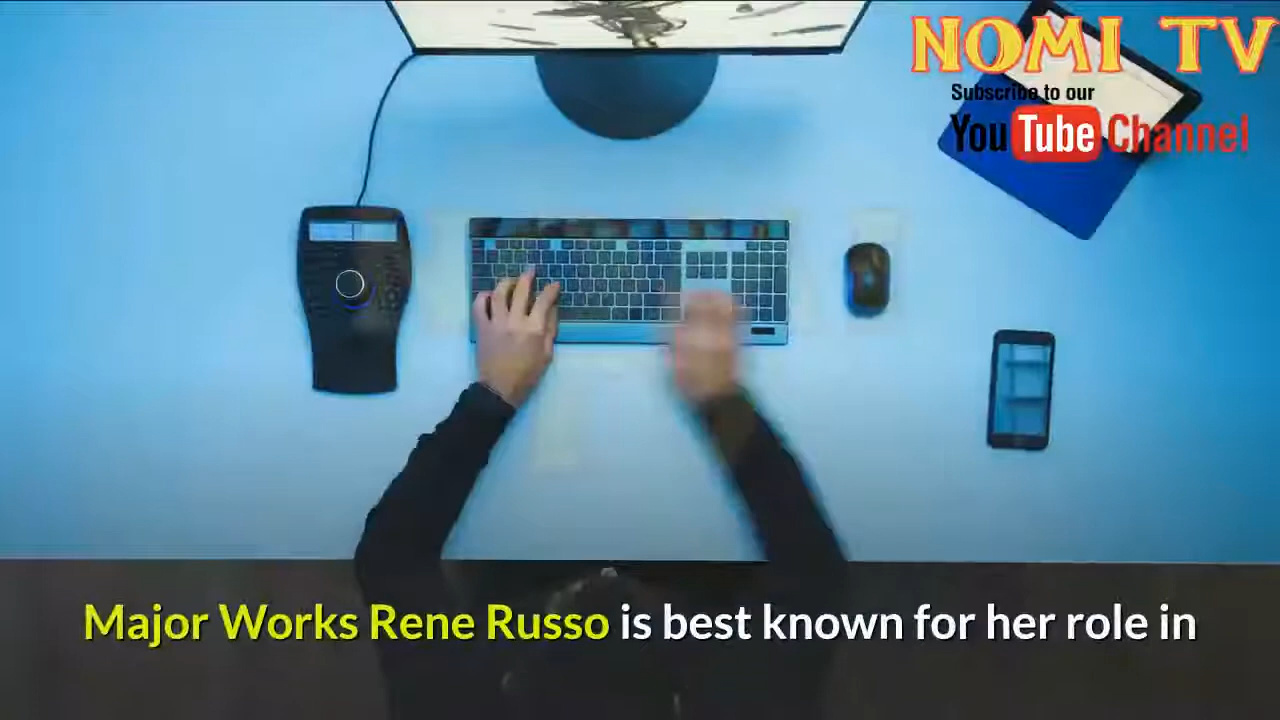 NOMI TV
Subscribe to our
YouTube Channel
Major Works Rene Russo is best known for her role in